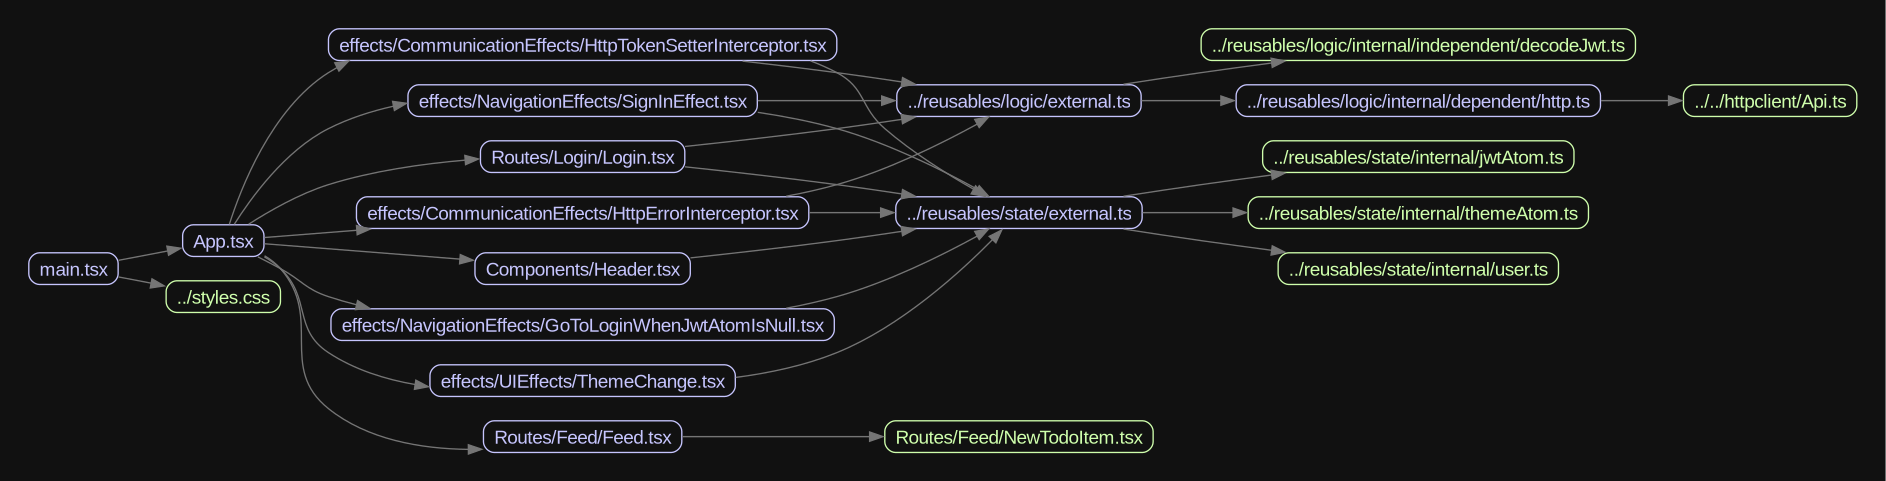 effects/CommunicationEffects/HttpTokenSetterInterceptor.tsx
../reusables/logic/internal/independent/decodeJwt.ts
effects/NavigationEffects/SignInEffect.tsx
../reusables/logic/external.ts
../reusables/logic/internal/dependent/http.ts
../../httpclient/Api.ts
Routes/Login/Login.tsx
../reusables/state/internal/jwtAtom.ts
effects/CommunicationEffects/HttpErrorInterceptor.tsx
../reusables/state/external.ts
../reusables/state/internal/themeAtom.ts
App.tsx
main.tsx
Components/Header.tsx
../reusables/state/internal/user.ts
../styles.css
effects/NavigationEffects/GoToLoginWhenJwtAtomIsNull.tsx
effects/UIEffects/ThemeChange.tsx
Routes/Feed/Feed.tsx
Routes/Feed/NewTodoItem.tsx